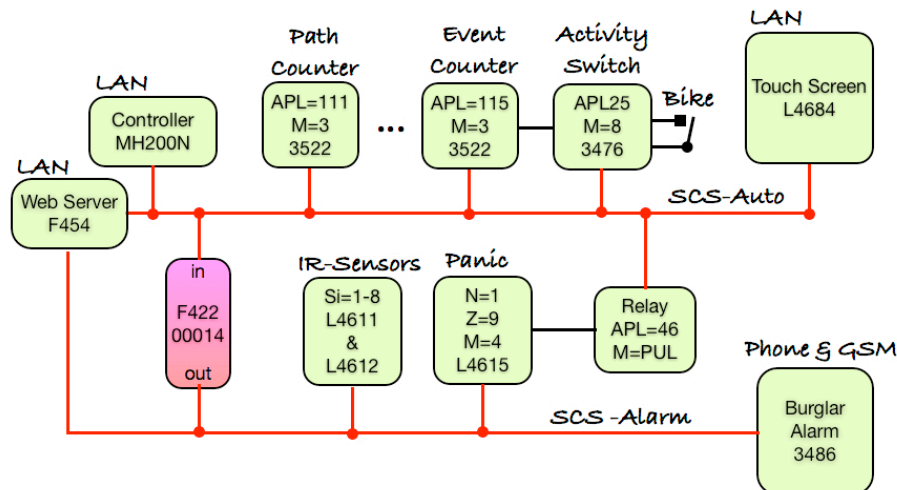 LAN
Path
Counter
Event
Counter
Activity
Switch
LAN
Controller
MH200N
APL=111
M=3
3522
...
APL=115
M=3
3522
APL25
M=8
3476
Bike
Touch Screen
L4684
LAN
Web Server
F454
SCS-Auto
in
F422
00014
out
IR-Sensors
Si=1-8
L4611
&
L4612
Panic
N=1
Z=9
M=4
L4615
Relay
APL=46
M=PUL
Phone & GSM
Burglar
Alarm
3486
SCS -Alarm